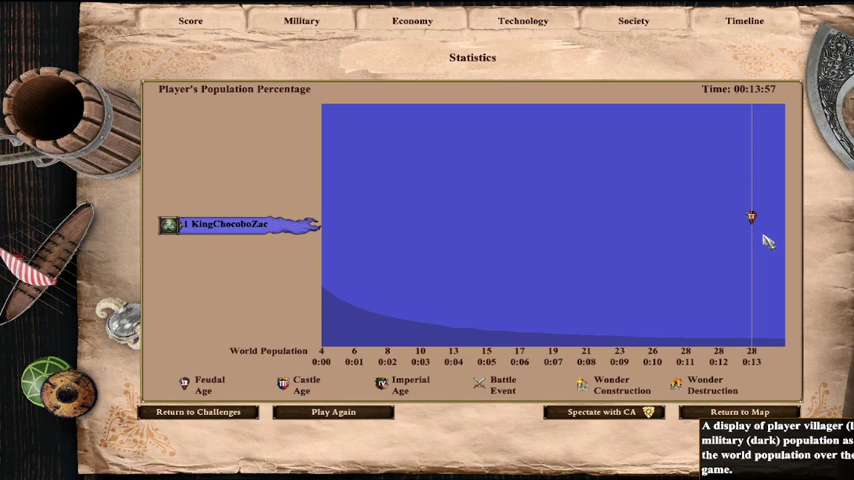 Score Military Economy Technology Society Timeline
Statistics
Player's Population Percentage Time: 00:13:57
1 KingChocoboZac
World Population 4 6 8 10 13 15 17 19 21 23 26 28 28 28
0:00 0:01 0:02 0:03 0:04 0:05 0:06 0:07 0:08 0:09 0:10 0:11 0:12 0:13
Feudal Age Castle Age Imperial Age Battle Event Wonder Construction Wonder Destruction
Return to Challenges Play Again Spectate with CA Return to Map
A display of player villager (l
military (dark) population as
the world population over the
game.